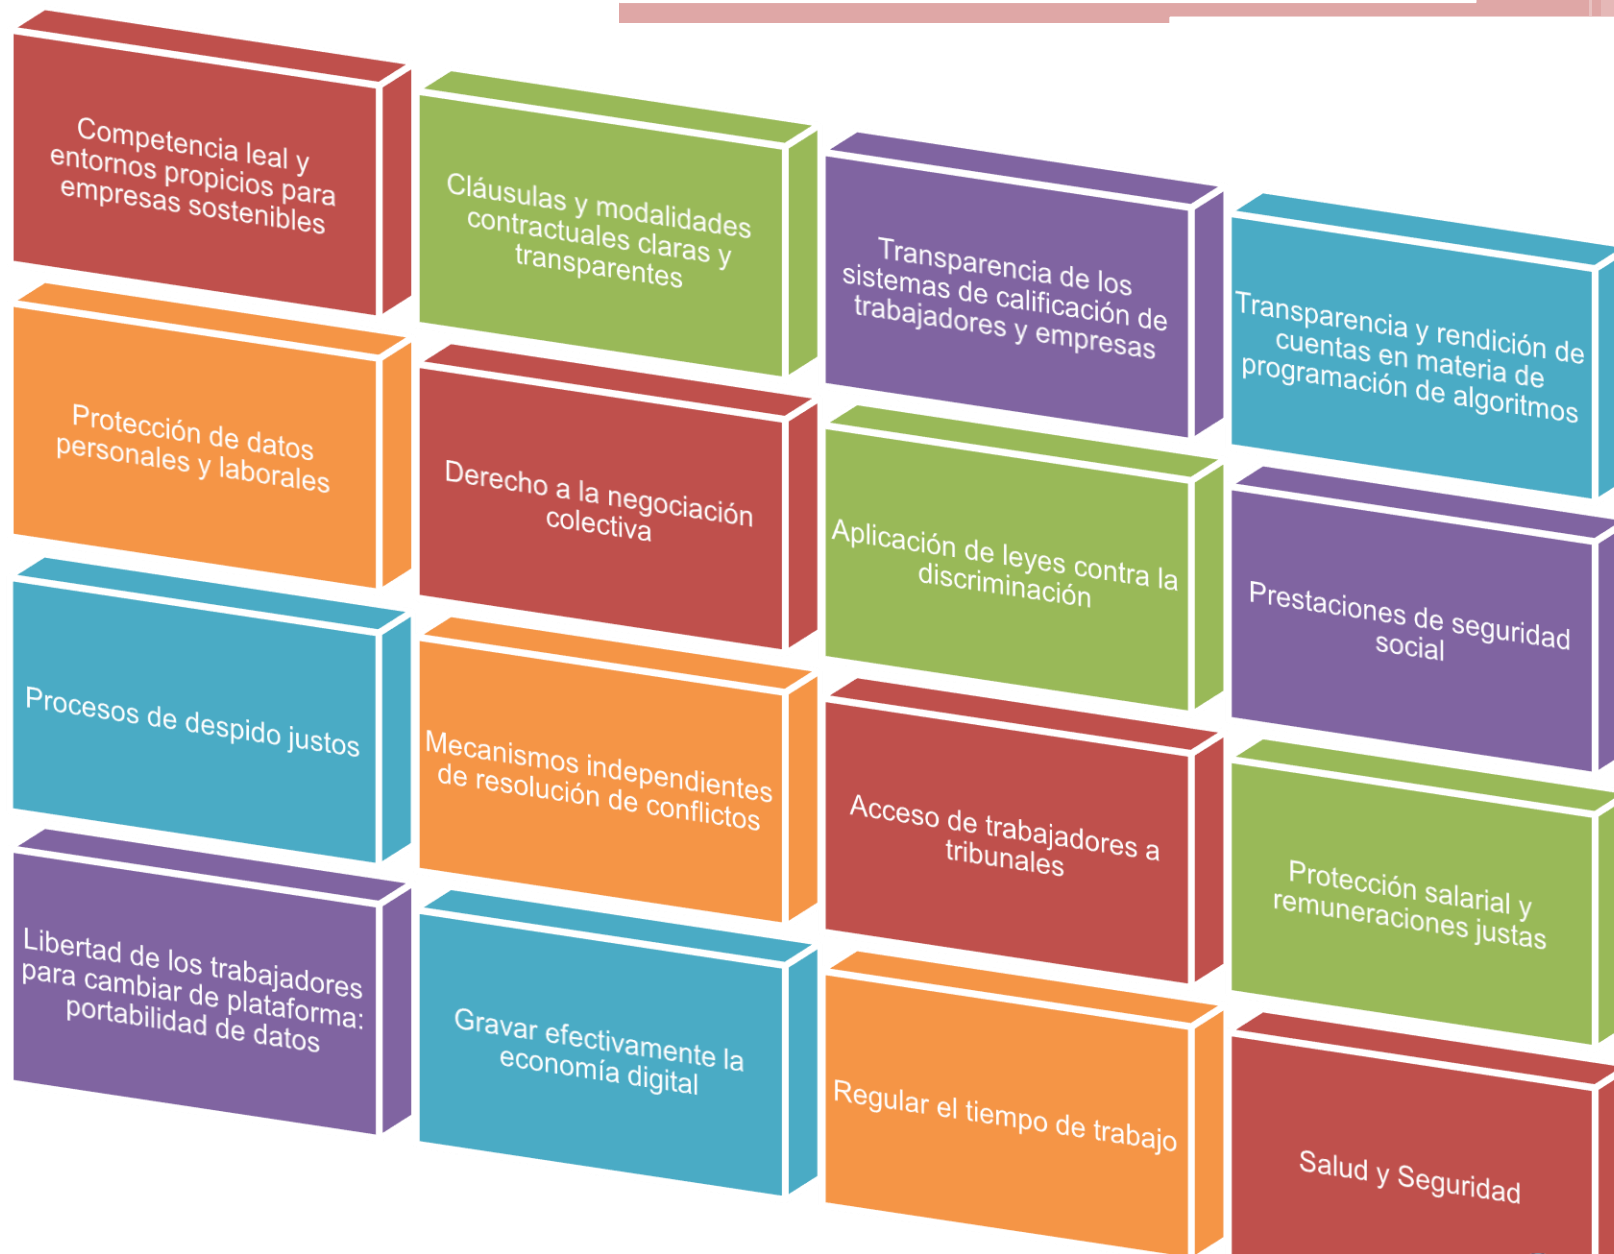 Competencia leal y
entornos propicios para
empresas sostenibles
Cláusulas y modalidades
contractuales claras y
transparentes
Transparencia de los
sistemas de calificación de
trabajadores y empresas
Transparencia y rendición de
cuentas en materia de
programación de algoritmos
Protección de datos
personales y laborales
Derecho a la negociación
colectiva
Aplicación de leyes contra la
discriminación
Prestaciones de seguridad
social
Procesos de despido justos
Mecanismos independientes
de resolución de conflictos
Acceso de trabajadores a
tribunales
Protección salarial y
remuneraciones justas
Libertad de los trabajadores
para cambiar de plataforma:
portabilidad de datos
Gravar efectivamente la
economía digital
Regular el tiempo de trabajo
Salud y Seguridad